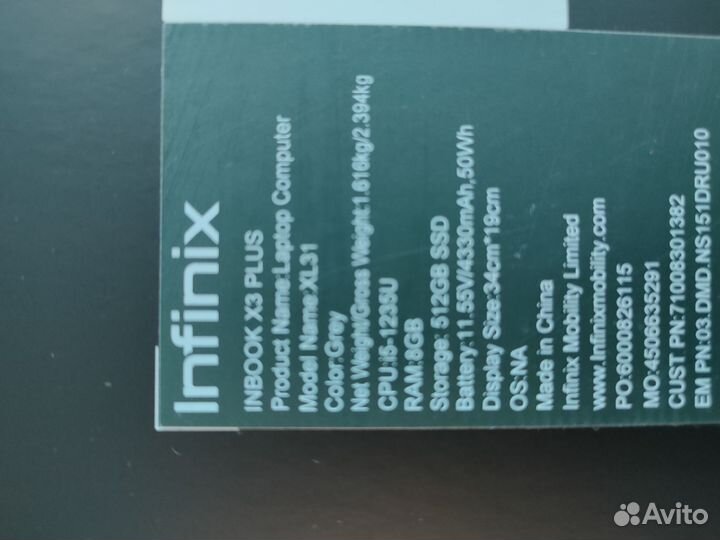 Infinix
INBOOK X3 PLUS
Product Name:Laptop Computer
Model Name:XL31
Color:Grey
Net Weight/Gross Weight:1.616kg/2.394kg
CPU:i5-1235U
RAM:8GB
Storage: 512GB SSD
Battery:11.55V/4330mAh,50Wh
Display Size:34cm*19cm
OS:NA
Made in China
Infinix Mobility Limited
www.Infinixmobility.com
PO:6000826115
MO:4506635291
CUST PN:71008301382
EM PN:03.DMD.NS151DRU010
Avito